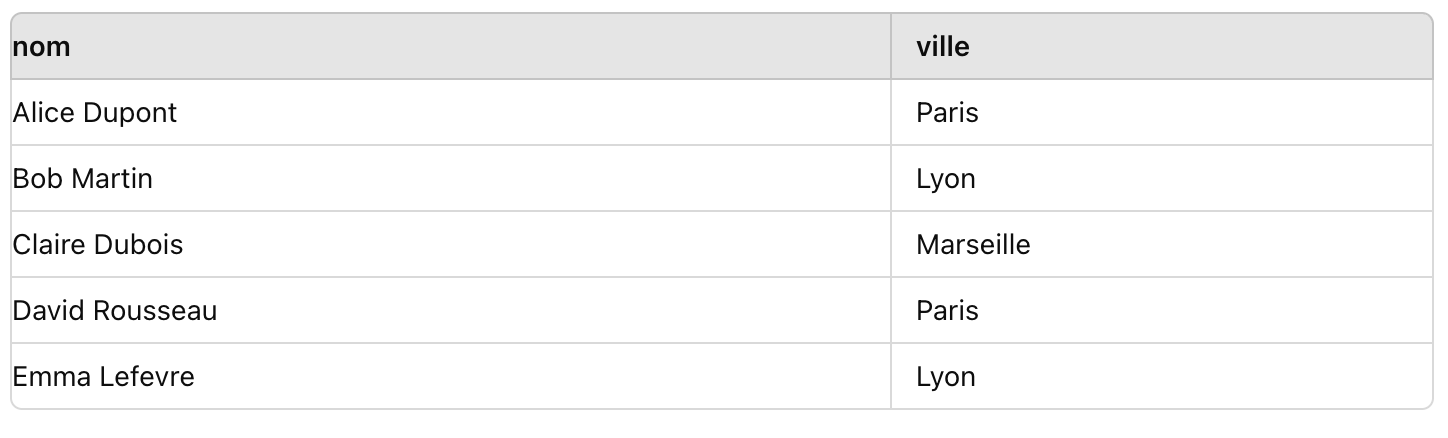 nom ville
Alice Dupont Paris
Bob Martin Lyon
Claire Dubois Marseille
David Rousseau Paris
Emma Lefevre Lyon